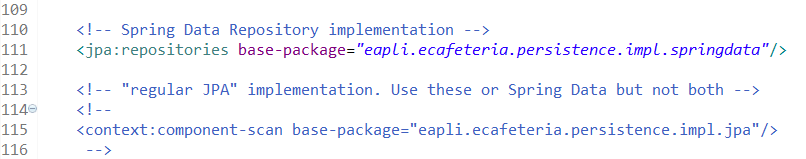 109
110 <!-- Spring Data Repository implementation -->
111 <jpa:repositories base-package="eapli.ecafeteria.persistence.impl.springdata"/>
112
113 <!-- "regular JPA" implementation. Use these or Spring Data but not both -->
114 <!--
115 <context:component-scan base-package="eapli.ecafeteria.persistence.impl.jpa"/>
116 -->